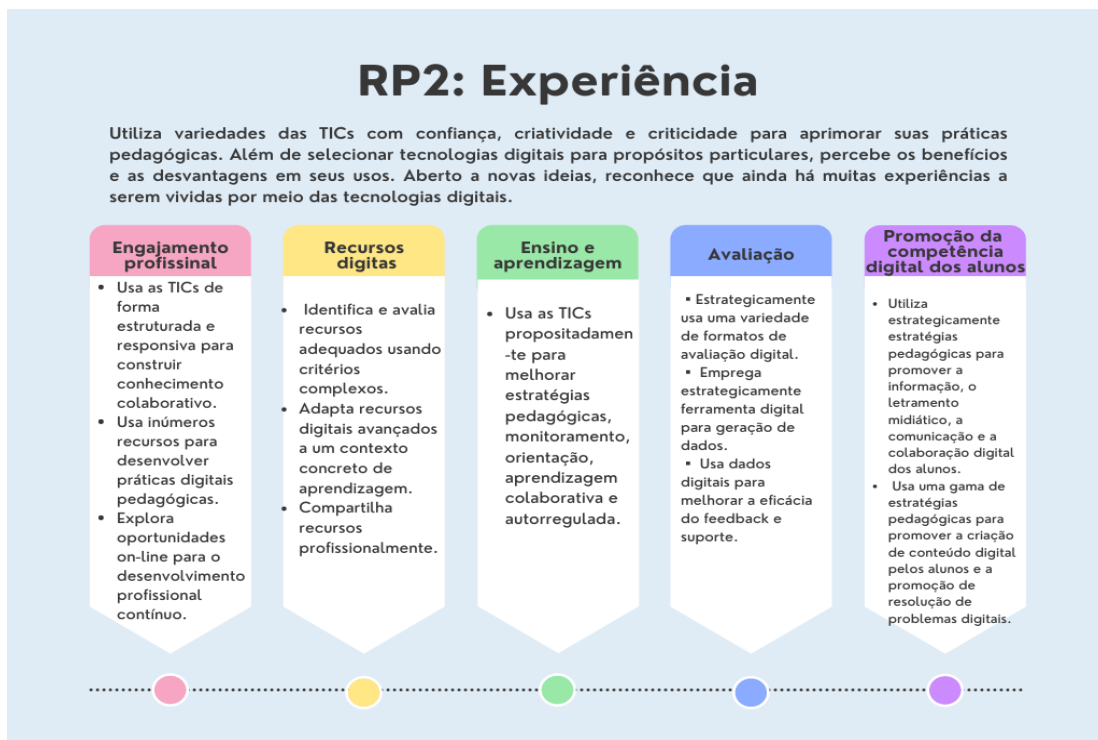 RP2: Experiência
Utiliza variedades das TICs com confiança, criatividade e criticidade para aprimorar suas práticas
pedagógicas. Além de selecionar tecnologias digitais para propósitos particulares, percebe os benefícios
e as desvantagens em seus usos. Aberto a novas ideias, reconhece que ainda há muitas experiências a
serem vividas por meio das tecnologias digitais.
Engajamento
profissinal
• Usa as TICs de
forma
estruturada e
responsiva para
construir
conhecimento
colaborativo.
• Usa inúmeros
recursos para
desenvolver
práticas digitais
pedagógicas.
• Explora
oportunidades
on-line para o
desenvolvimento
profissional
contínuo.
Recursos
digitas
• Identifica e avalia
recursos
adequados usando
critérios
complexos.
• Adapta recursos
digitais avançados
a um contexto
concreto de
aprendizagem.
• Compartilha
recursos
profissionalmente.
Ensino e
aprendizagem
• Usa as TICs
propositadamen
-te para
melhorar
estratégias
pedagógicas,
monitoramento,
orientação,
aprendizagem
colaborativa e
autorregulada.
Avaliação
▪ Estrategicamente
usa uma variedade
de formatos de
avaliação digital.
▪ Emprega
estrategicamente
ferramenta digital
para geração de
dados.
▪ Usa dados
digitais para
melhorar a eficácia
do feedback e
suporte.
Promoção da
competência
digital dos alunos
• Utiliza
estrategicamente
estratégias
pedagógicas para
promover a
informação, o
letramento
midiático, a
comunicação e a
colaboração digital
dos alunos.
• Usa uma gama de
estratégias
pedagógicas para
promover a criação
de conteúdo digital
pelos alunos e a
promoção de
resolução de
problemas digitais.